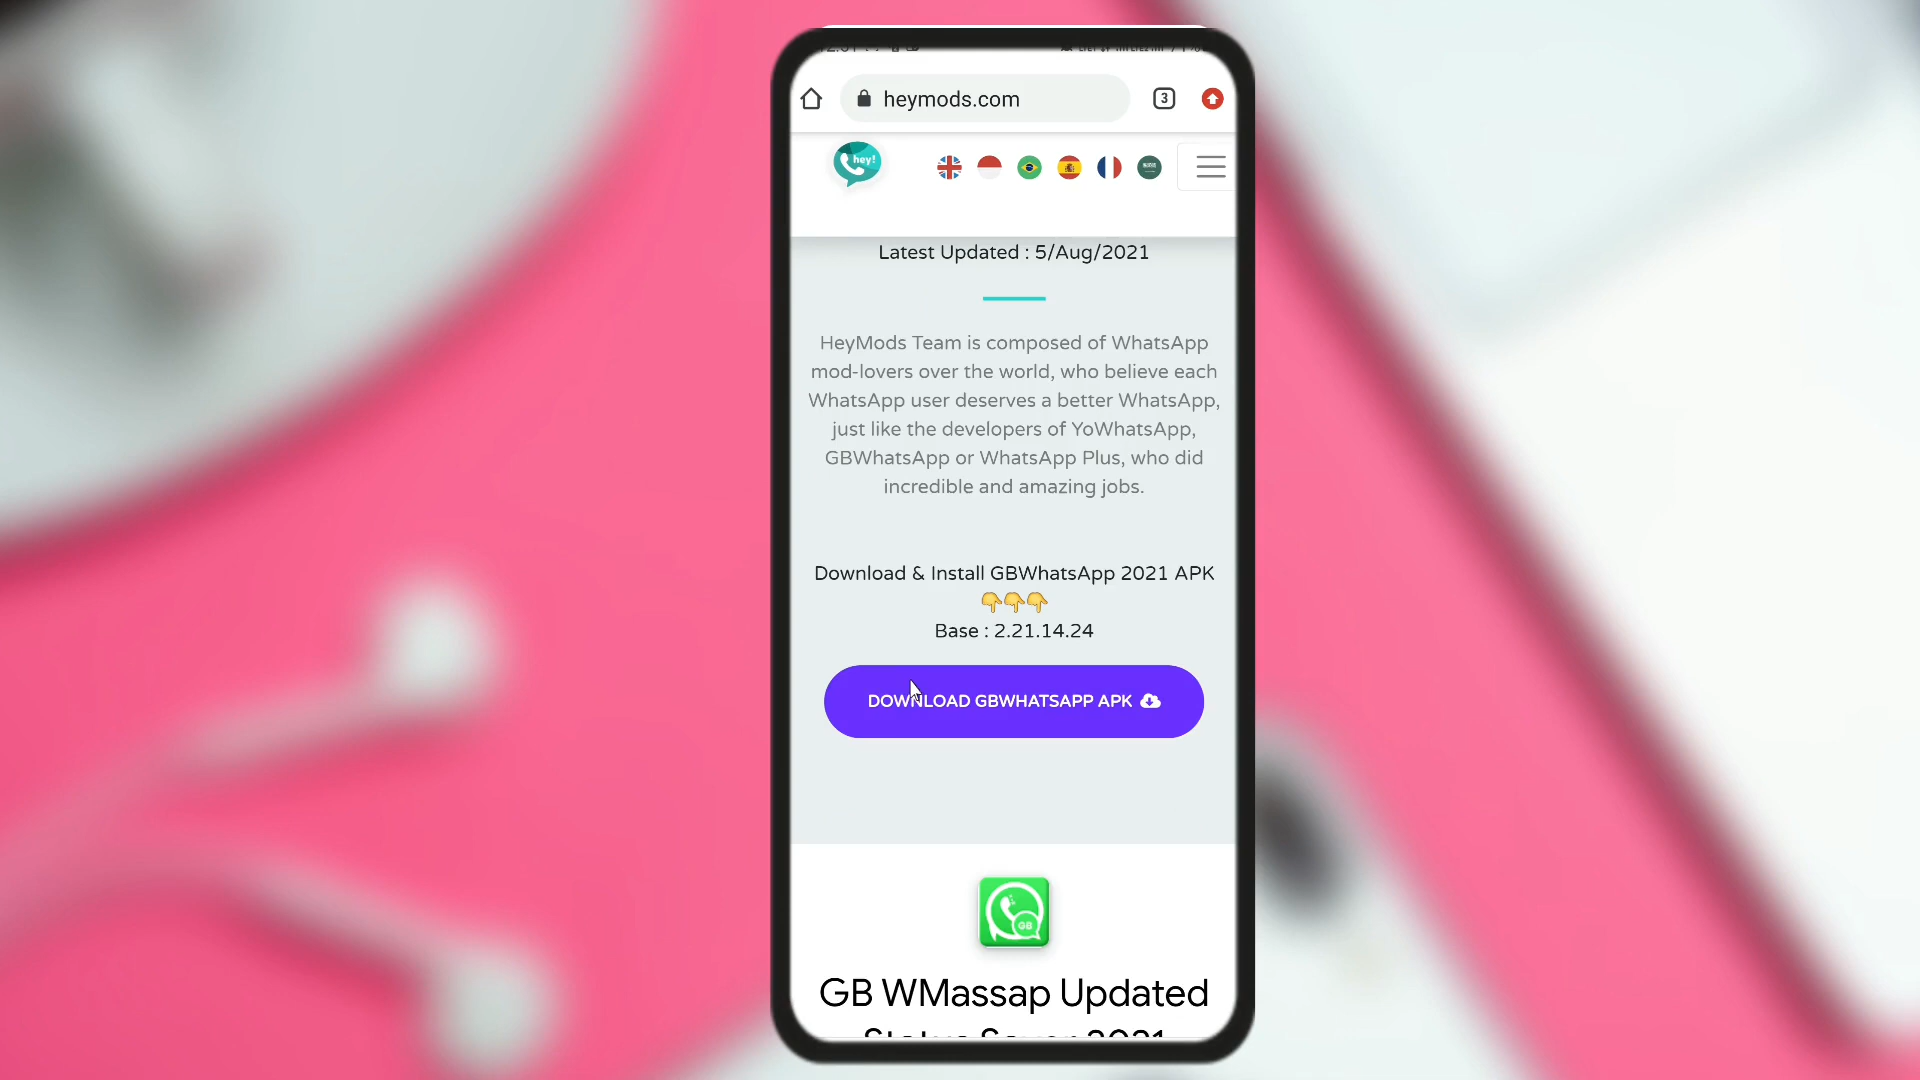 heymods.com
3
hey!
Latest Updated : 5/Aug/2021
HeyMods Team is composed of WhatsApp
mod-lovers over the world, who believe each
WhatsApp user deserves a better WhatsApp,
just like the developers of YoWhatsApp,
GBWhatsApp or WhatsApp Plus, who did
incredible and amazing jobs.
Download & Install GBWhatsApp 2021 APK
👇👇👇
Base : 2.21.14.24
DOWNLOAD GBWHATSAPP APK
GB
GB WMassap Updated
Status Saver 2021